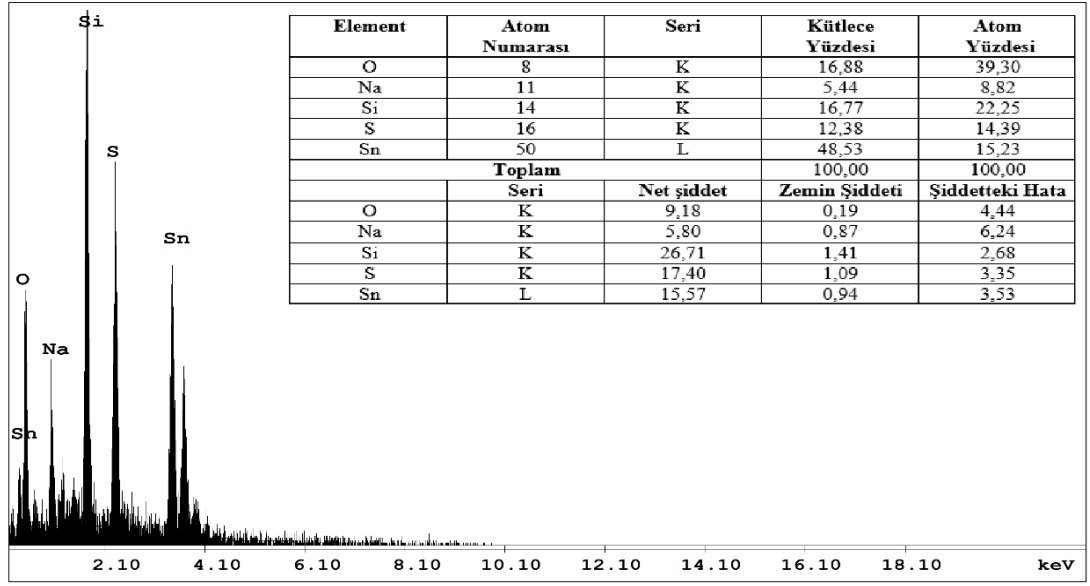 Element Atom Numarası Seri Kütlece Yüzdesi Atom Yüzdesi
O 8 K 16,88 39,30
Na 11 K 5,44 8,82
Si 14 K 16,77 22,25
S 16 K 12,38 14,39
Sn 50 L 48,53 15,23
Toplam 100,00 100,00
Seri Net şiddet Zemin Şiddeti Şiddetteki Hata
O K 9,18 0,19 4,44
Na K 5,80 0,87 6,24
Si K 26,71 1,41 2,68
S K 17,40 1,09 3,35
Sn L 15,57 0,94 3,53
Si
S
Sn
O
Na
Sn
2.10 4.10 6.10 8.10 10.10 12.10 14.10 16.10 18.10 keV